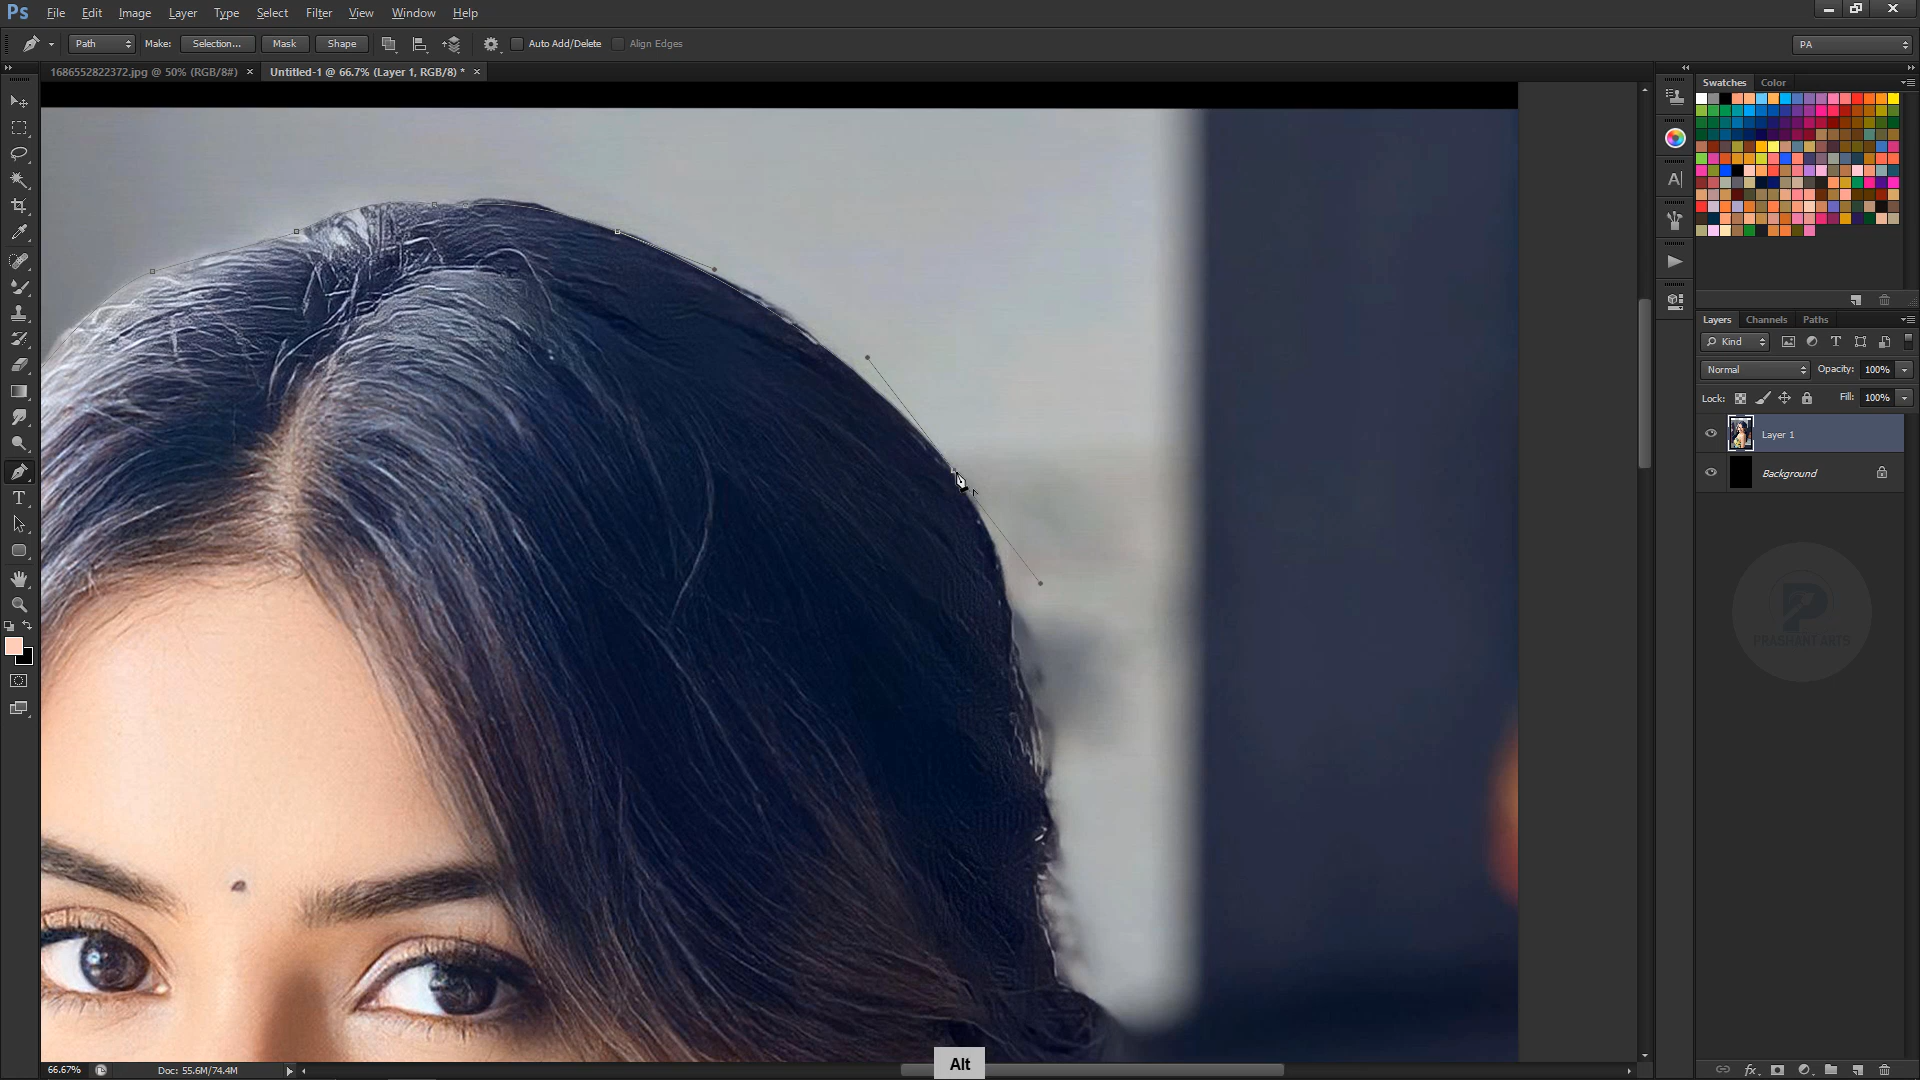 Ps File Edit Image Layer Type Select Filter View Window Help
Path Make: Selection... Mask Shape Auto Add/Delete Align Edges PA
1686552822372.jpg @ 50% (RGB/8#) × Untitled-1 @ 66.7% (Layer 1, RGB/8) * ×
Swatches Color
Layers Channels Paths
Kind
Normal Opacity: 100%
Lock: Fill: 100%
Layer 1
Background
PRASHANT ARTS
Alt
66.67% Doc: 55.6M/74.4M